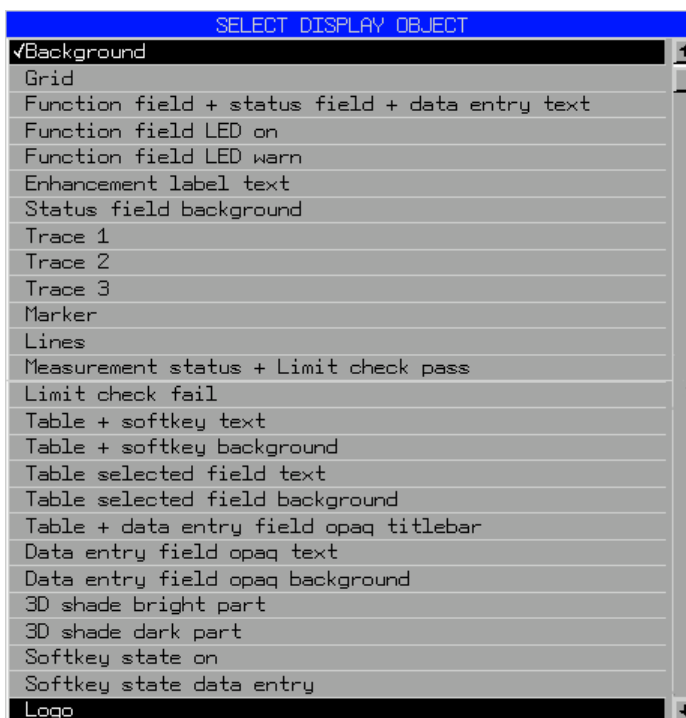 SELECT DISPLAY OBJECT
√Background
Grid
Function field + status field + data entry text
Function field LED on
Function field LED warn
Enhancement label text
Status field background
Trace 1
Trace 2
Trace 3
Marker
Lines
Measurement status + Limit check pass
Limit check fail
Table + softkey text
Table + softkey background
Table selected field text
Table selected field background
Table + data entry field opaq titlebar
Data entry field opaq text
Data entry field opaq background
3D shade bright part
3D shade dark part
Softkey state on
Softkey state data entry
Logo